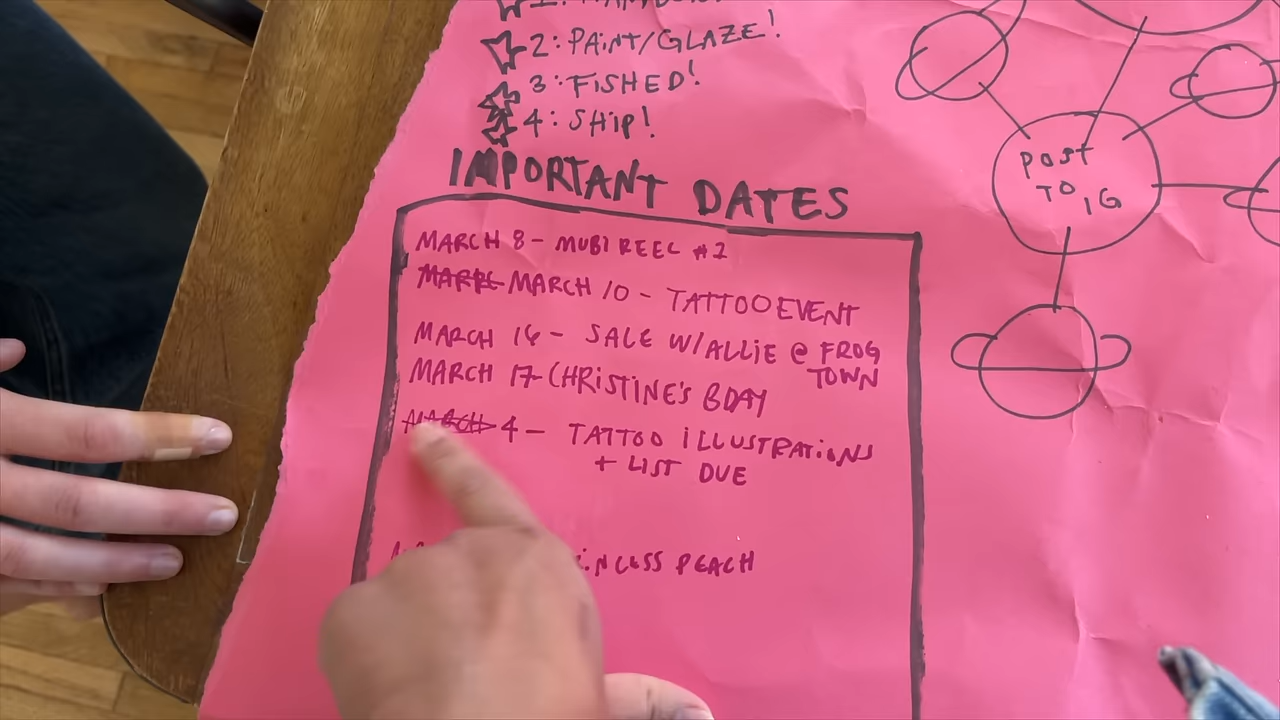 2: PAINT/GLAZE!
3: FISHED!
4: SHIP!
IMPORTANT DATES
MARCH 8 - MUBI REEL #2
MARCH 10 - TATTOO EVENT
MARCH 16 - SALE W/ALLIE @ FROG
TOWN
MARCH 17 - CHRISTINE'S BDAY
MARCH 4 - TATTOO ILLUSTRATIONS
+ LIST DUE
PEACH
POST
TO IG